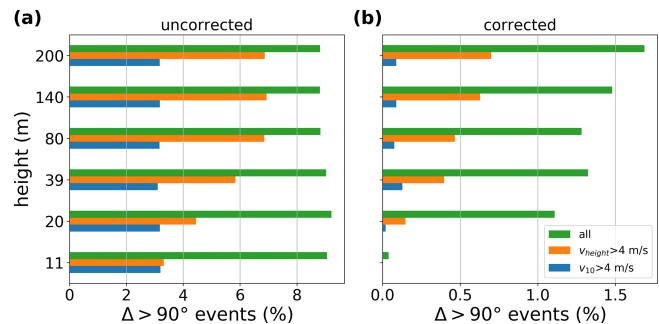 (a) uncorrected
(b) corrected
height (m)
200
140
80
39
20
11
0 2 4 6 8
0.0 0.5 1.0 1.5
Δ > 90° events (%)
Δ > 90° events (%)
all
v_height>4 m/s
v_10>4 m/s